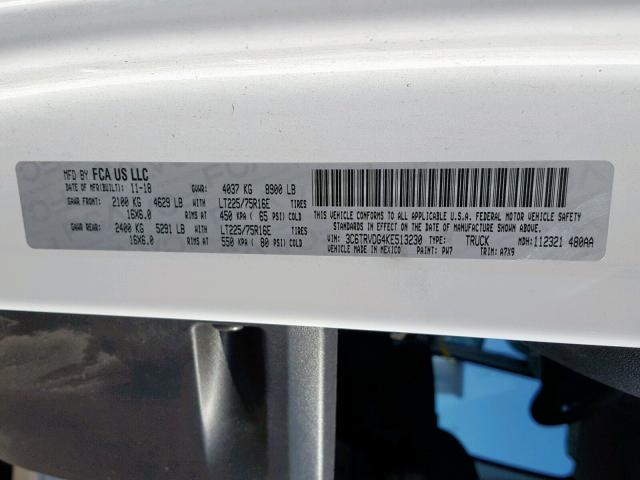 MFD BY FCA US LLC
DATE OF MFR(BUILT): 11-18 GVWR: 4037 KG 8900 LB
GAWR FRONT: 2100 KG 4629 LB WITH LT225/75R16E TIRES
16X6.0 RIMS AT 450 KPA ( 65 PSI) COLD
GAWR REAR: 2400 KG 5291 LB WITH LT225/75R16E TIRES
16X6.0 RIMS AT 550 KPA ( 80 PSI) COLD
THIS VEHICLE CONFORMS TO ALL APPLICABLE U.S.A. FEDERAL MOTOR VEHICLE SAFETY
STANDARDS IN EFFECT ON THE DATE OF MANUFACTURE SHOWN ABOVE.
VIN: 3C6TRVDG4KE513230 TYPE: TRUCK MDH: 112321 480AA
VEHICLE MADE IN MEXICO PAINT: PW7 TRIM: A7X9